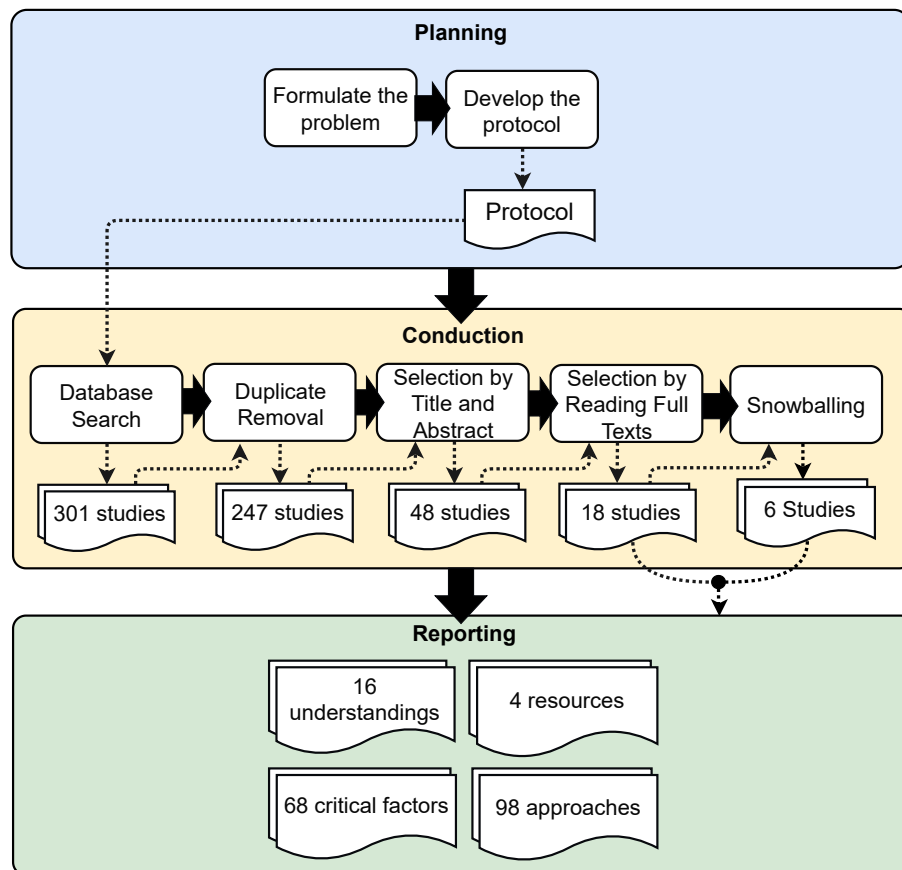 Planning
Formulate the
problem
Develop the
protocol
Protocol
Conduction
Database
Search
Duplicate
Removal
Selection by
Title and
Abstract
Selection by
Reading Full
Texts
Snowballing
301 studies
247 studies
48 studies
18 studies
6 Studies
Reporting
16
understandings
4 resources
68 critical factors
98 approaches